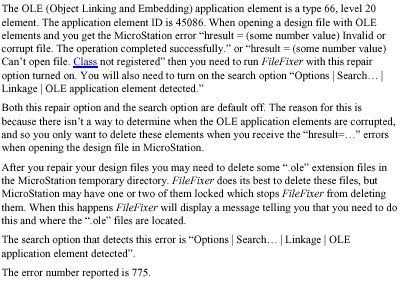 The OLE (Object Linking and Embedding) application element is a type 66, level 20
element. The application element ID is 45086. When opening a design file with OLE
elements and you get the MicroStation error “hresult = (some number value) Invalid or
corrupt file. The operation completed successfully.” or “hresult = (some number value)
Can't open file. Class not registered” then you need to run FileFixer with this repair
option turned on. You will also need to turn on the search option “Options | Search… |
Linkage | OLE application element detected.”
Both this repair option and the search option are default off. The reason for this is
because there isn't a way to determine when the OLE application elements are corrupted,
and so you only want to delete these elements when you receive the “hresult=…” errors
when opening the design file in MicroStation.
After you repair your design files you may need to delete some “.ole” extension files in
the MicroStation temporary directory. FileFixer does its best to delete these files, but
MicroStation may have one or two of them locked which stops FileFixer from deleting
them. When this happens FileFixer will display a message telling you that you need to do
this and where the “.ole” files are located.
The search option that detects this error is “Options | Search… | Linkage | OLE
application element detected”.
The error number reported is 775.